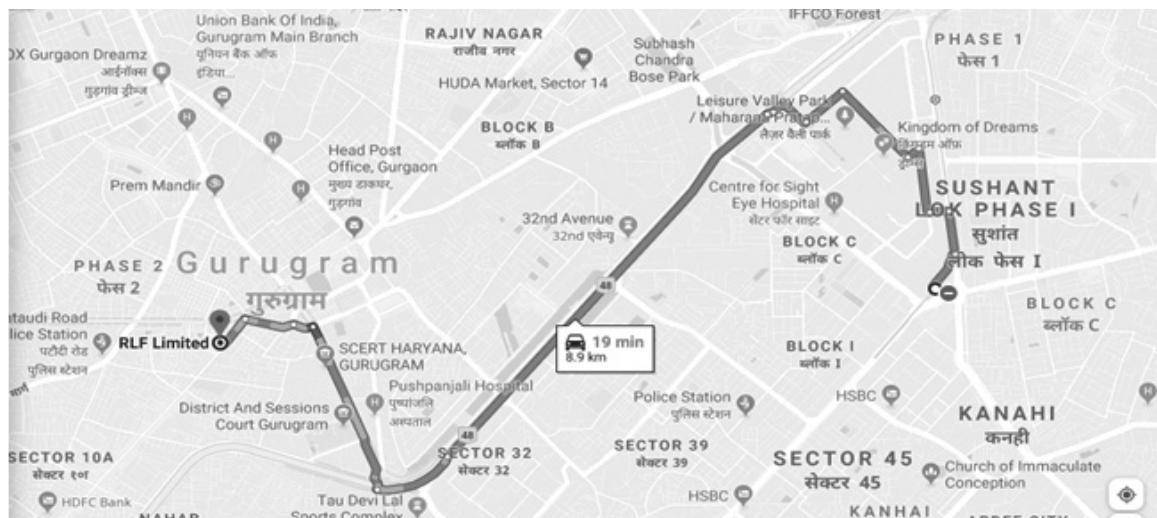 Union Bank Of India,
Gurugram Main Branch
यूनियन बैंक ऑफ़
इंडिया...
OX Gurgaon Dreamz
आईनॉक्स
गुड़गांव ड्रीम्ज
RAJIV NAGAR
राजीव नगर
HUDA Market, Sector 14
Subhash
Chandra
Bose Park
IFFCO Forest
PHASE 1
फेस 1
BLOCK B
ब्लॉक B
Leisure Valley Park
/ Maharana Pratap...
लैज़र वैली पार्क
Kingdom of Dreams
Head Post
Office, Gurgaon
मुख्य डाकघर,
गुड़गांव
Prem Mandir
32nd Avenue
32nd एवेन्यू
Centre for Sight
Eye Hospital
सेंटर फॉर साइट
SUSHANT
LOK PHASE I
सुशांत
लोक फेस I
BLOCK C
ब्लॉक C
PHASE 2
फेस 2
Gurugram
गुरुग्राम
48
BLOCK C
ब्लॉक C
ataudi Road
lice Station
पटौदी रोड
पुलिस स्टेशन
RLF Limited
SCERT HARYANA,
GURUGRAM
19 min
8.9 km
BLOCK I
ब्लॉक I
Pushpanjali Hospital
पुष्पांजलि
अस्पताल
District And Sessions
Court Gurugram
Police Station
पुलिस स्टेशन
HSBC
KANAHI
कनही
48
SECTOR 32
सेक्टर 32
SECTOR 39
सेक्टर 39
SECTOR 45
सेक्टर 45
SECTOR 10A
सेक्टर १०अ
Church of Immaculate
Conception
HDFC Bank
HSBC
Tau Devi Lal
Sports Complex
NAHAR
KANHAI